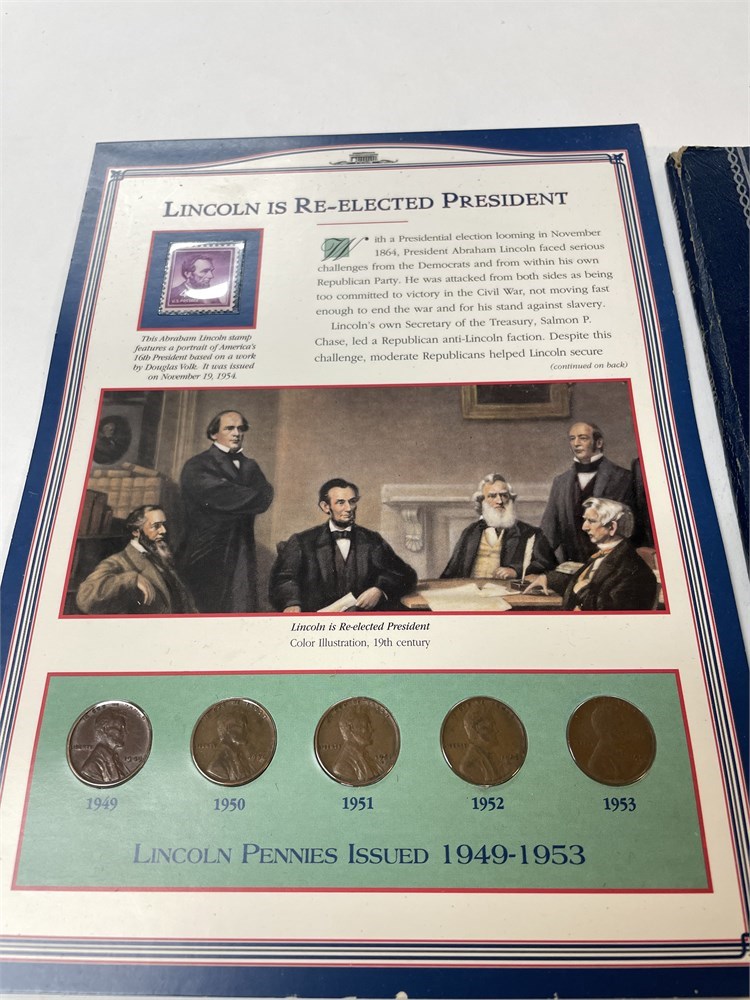 LINCOLN IS RE-ELECTED PRESIDENT
With a Presidential election looming in November
1864, President Abraham Lincoln faced serious
challenges from the Democrats and from within his own
Republican Party. He was attacked from both sides as being
too committed to victory in the Civil War, not moving fast
enough to end the war and for his stand against slavery.
Lincoln's own Secretary of the Treasury, Salmon P.
Chase, led a Republican anti-Lincoln faction. Despite this
challenge, moderate Republicans helped Lincoln secure
(continued on back)
U.S. POSTAGE
This Abraham Lincoln stamp
features a portrait of America's
16th President based on a work
by Douglas Volk. It was issued
on November 19, 1954.
Lincoln is Re-elected President
Color Illustration, 19th century
LIBERTY
1949 1950 1951 1952 1953
LINCOLN PENNIES ISSUED 1949-1953